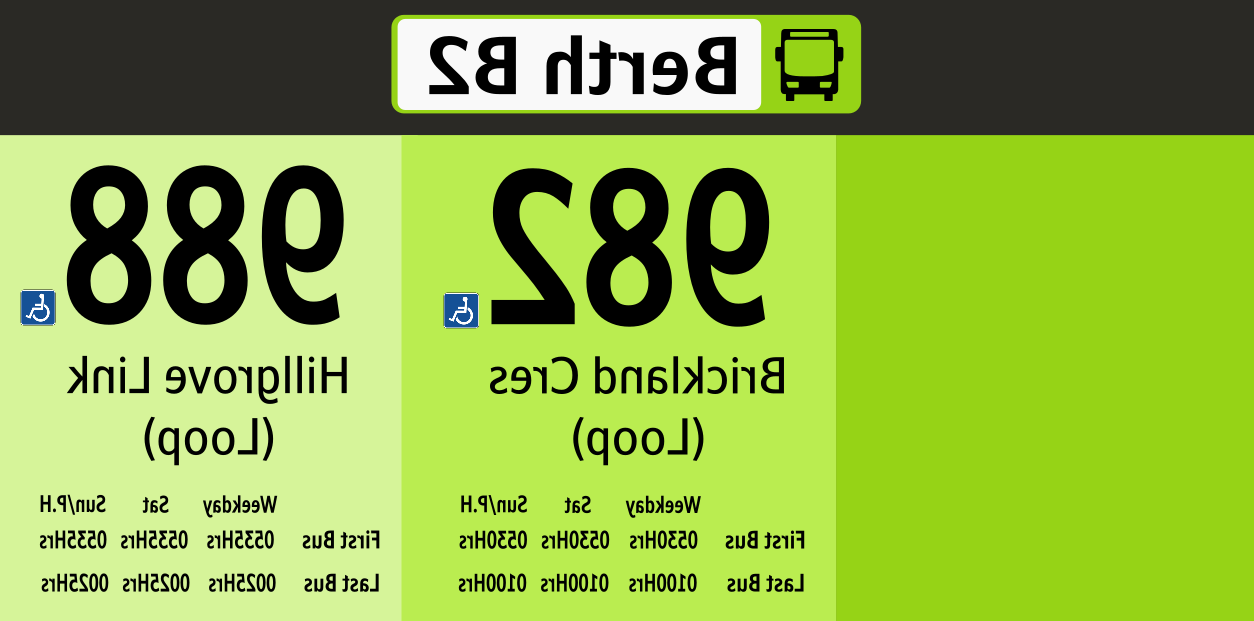 Berth B2
982
Brickland Cres
(Loop)
Weekday Sat Sun/P.H
First Bus 0530Hrs 0530Hrs 0530Hrs
Last Bus 0100Hrs 0100Hrs 0100Hrs
988
Hillgrove Link
(Loop)
Weekday Sat Sun/P.H
First Bus 0535Hrs 0535Hrs 0535Hrs
Last Bus 0025Hrs 0025Hrs 0025Hrs